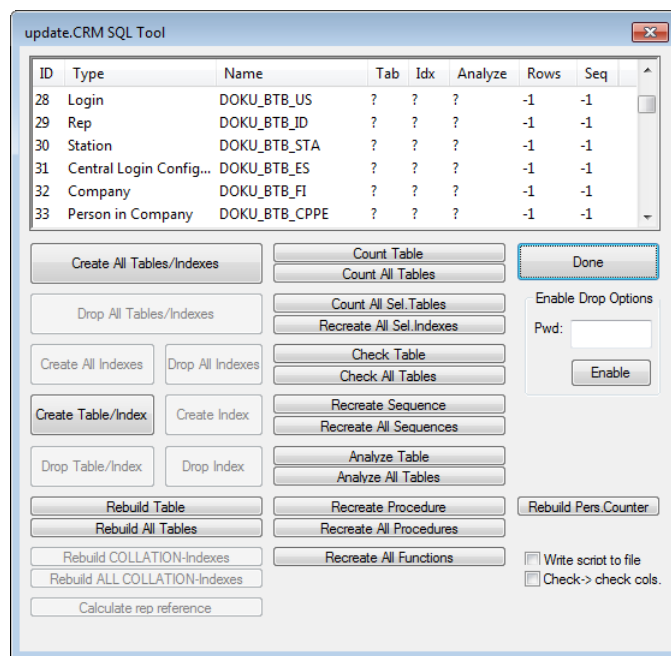 update.CRM SQL Tool
ID Type Name Tab Idx Analyze Rows Seq
28 Login DOKU_BTB_US ? ? ? -1 -1
29 Rep DOKU_BTB_ID ? ? ? -1 -1
30 Station DOKU_BTB_STA ? ? ? -1 -1
31 Central Login Config... DOKU_BTB_ES ? ? ? -1 -1
32 Company DOKU_BTB_FI ? ? ? -1 -1
33 Person in Company DOKU_BTB_CPPE ? ? ? -1 -1
Create All Tables/Indexes
Drop All Tables/Indexes
Create All Indexes Drop All Indexes
Create Table/Index Create Index
Drop Table/Index Drop Index
Rebuild Table
Rebuild All Tables
Rebuild COLLATION-Indexes
Rebuild ALL COLLATION-Indexes
Calculate rep reference
Count Table
Count All Tables
Count All Sel.Tables
Recreate All Sel.Indexes
Check Table
Check All Tables
Recreate Sequence
Recreate All Sequences
Analyze Table
Analyze All Tables
Recreate Procedure
Recreate All Procedures
Recreate All Functions
Done
Enable Drop Options
Pwd:
Enable
Rebuild Pers.Counter
Write script to file
Check-> check cols.